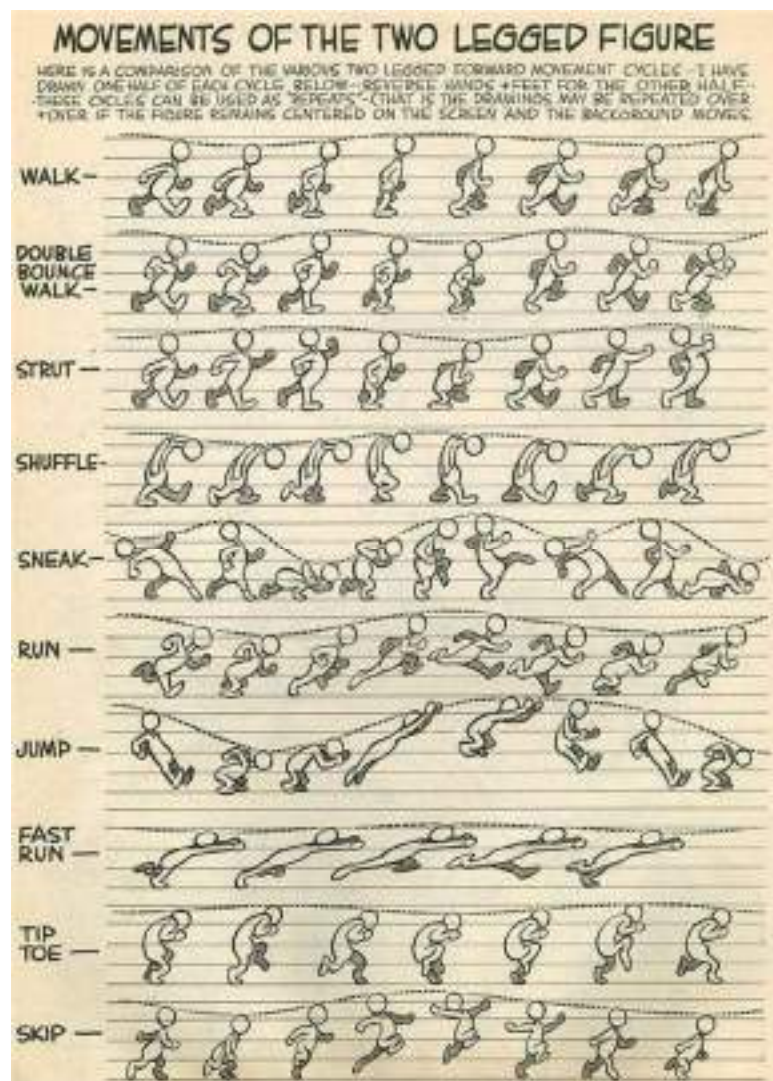 MOVEMENTS OF THE TWO LEGGED FIGURE
HERE IS A COMPARISON OF THE VARIOUS TWO LEGGED FORWARD MOVEMENT CYCLES -- I HAVE
DRAWN ONE HALF OF EACH CYCLE BELOW -- REVERSE HANDS + FEET FOR THE OTHER HALF --
-THESE CYCLES CAN BE USED AS "REPEATS" - (THAT IS THE DRAWINGS MAY BE REPEATED OVER
+ OVER IF THE FIGURE REMAINS CENTERED ON THE SCREEN AND THE BACKGROUND MOVES.
WALK —
DOUBLE
BOUNCE
WALK —
STRUT —
SHUFFLE-
SNEAK —
RUN —
JUMP —
FAST
RUN —
TIP
TOE —
SKIP —